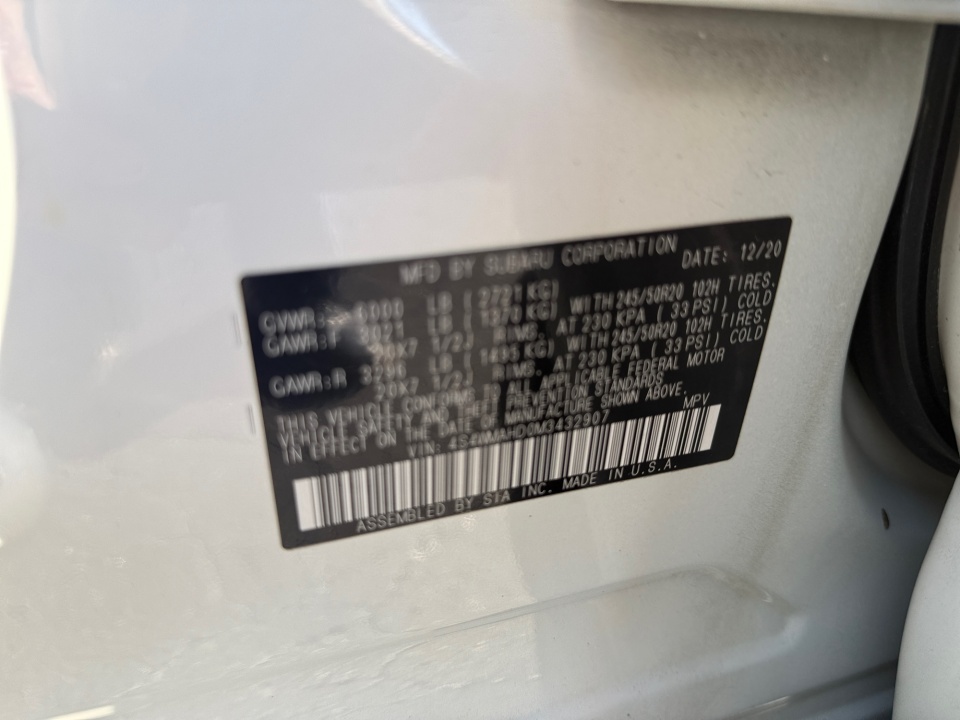 MFD BY SUBARU CORPORATION DATE: 12/20
GVWR: 6000 LB ( 2721 KG)
GAWR:F 3021 LB ( 1370 KG) WITH 245/50R20 102H TIRES.
20X7 1/2J RIMS. AT 230 KPA ( 33 PSI) COLD
GAWR:R 3296 LB ( 1495 KG) WITH 245/50R20 102H TIRES.
20X7 1/2J RIMS. AT 230 KPA ( 33 PSI) COLD
THIS VEHICLE CONFORMS TO ALL APPLICABLE FEDERAL MOTOR
VEHICLE SAFETY AND THEFT PREVENTION STANDARDS
IN EFFECT ON THE DATE OF MANUFACTURE SHOWN ABOVE.
VIN: MPV
ASSEMBLED BY SIA INC. MADE IN U.S.A.